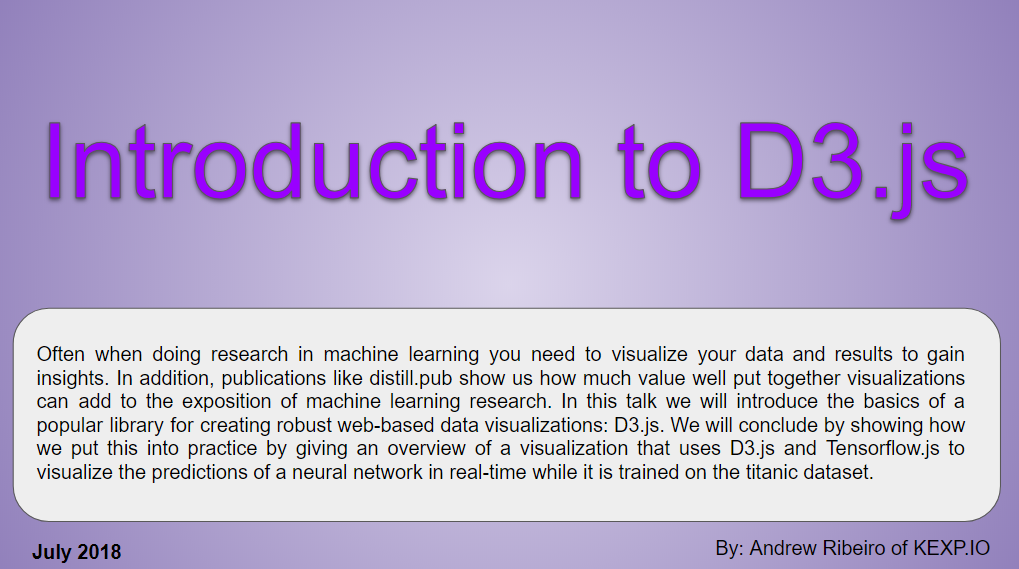 Introduction to D3.js
Often when doing research in machine learning you need to visualize your data and results to gain
insights. In addition, publications like distill.pub show us how much value well put together visualizations
can add to the exposition of machine learning research. In this talk we will introduce the basics of a
popular library for creating robust web-based data visualizations: D3.js. We will conclude by showing how
we put this into practice by giving an overview of a visualization that uses D3.js and Tensorflow.js to
visualize the predictions of a neural network in real-time while it is trained on the titanic dataset.
July 2018
By: Andrew Ribeiro of KEXP.IO